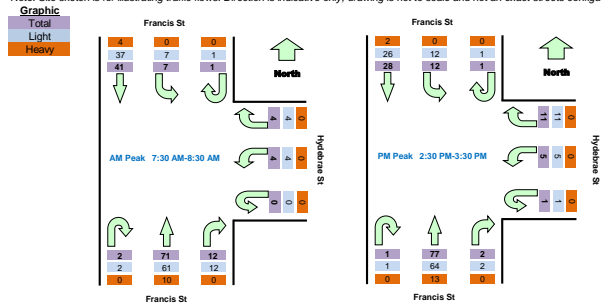 Graphic
Total
Light
Heavy
Francis St
4 0 0
37 7 1
41 7 1
North
4 4 0
4 4 0
0 0 0
Hydebrae St
AM Peak 7:30 AM-8:30 AM
2 71 12
2 61 12
0 10 0
Francis St
Francis St
2 0 0
26 12 1
28 12 1
North
11 11 0
5 5 0
1 1 0
Hydebrae St
PM Peak 2:30 PM-3:30 PM
1 77 2
1 64 2
0 13 0
Francis St